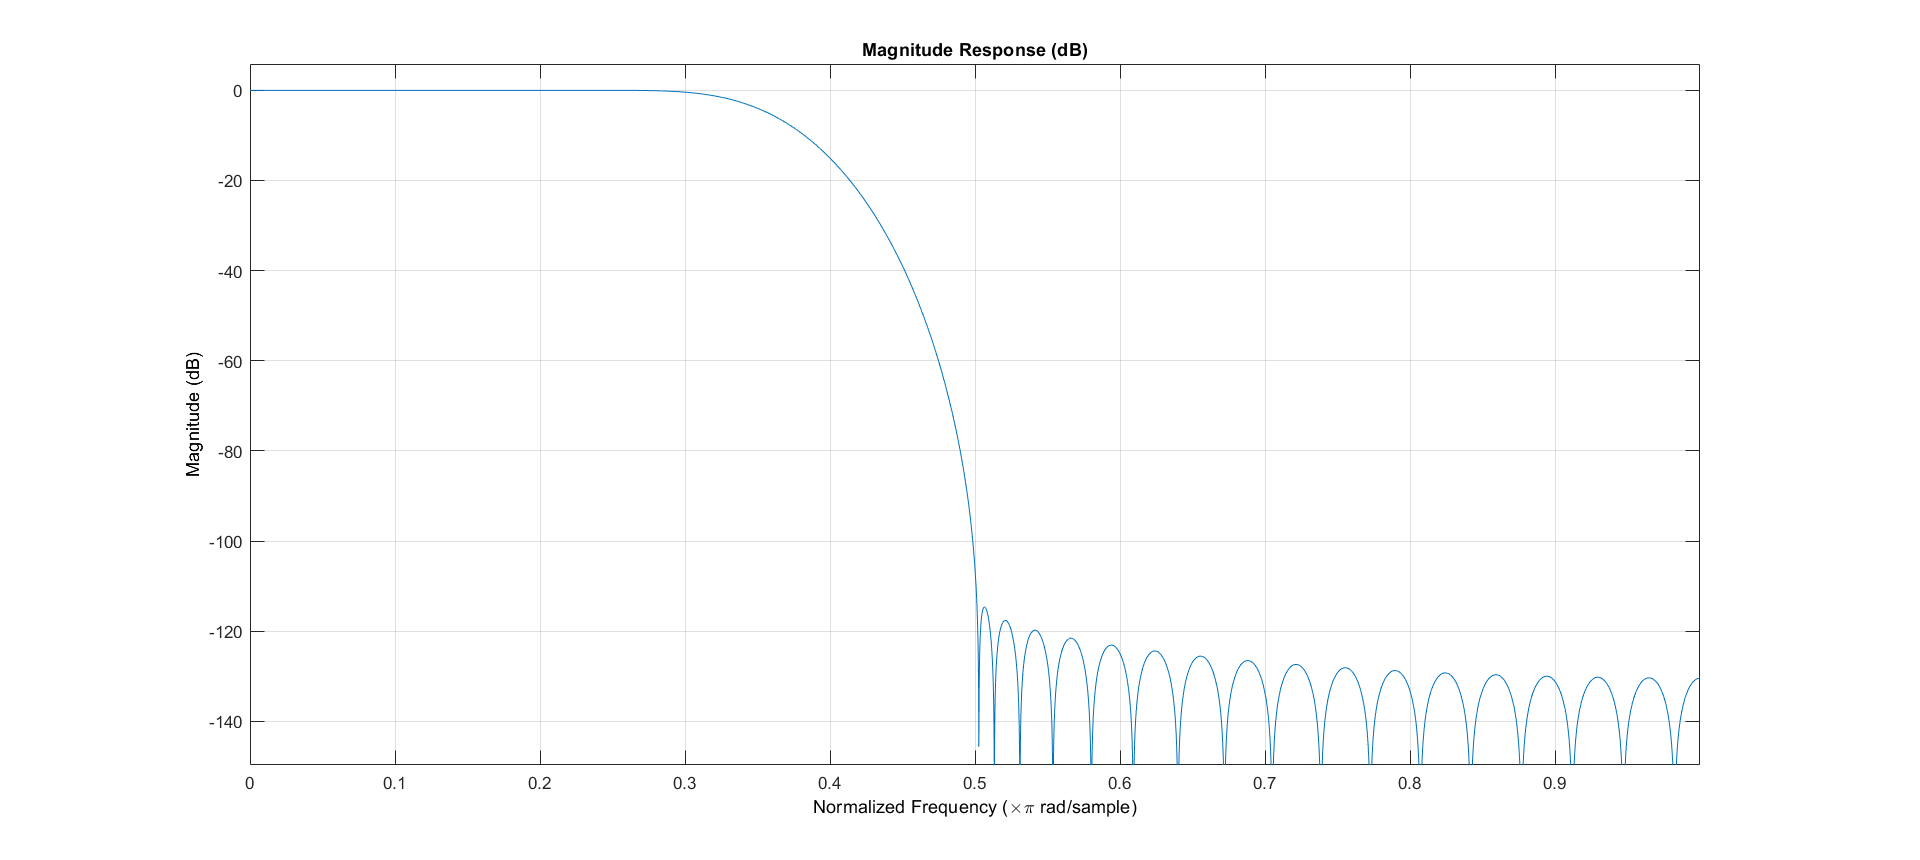 Magnitude Response (dB)
0
-20
-40
-60
-80
-100
-120
-140
Magnitude (dB)
0 0.1 0.2 0.3 0.4 0.5 0.6 0.7 0.8 0.9
Normalized Frequency (×π rad/sample)